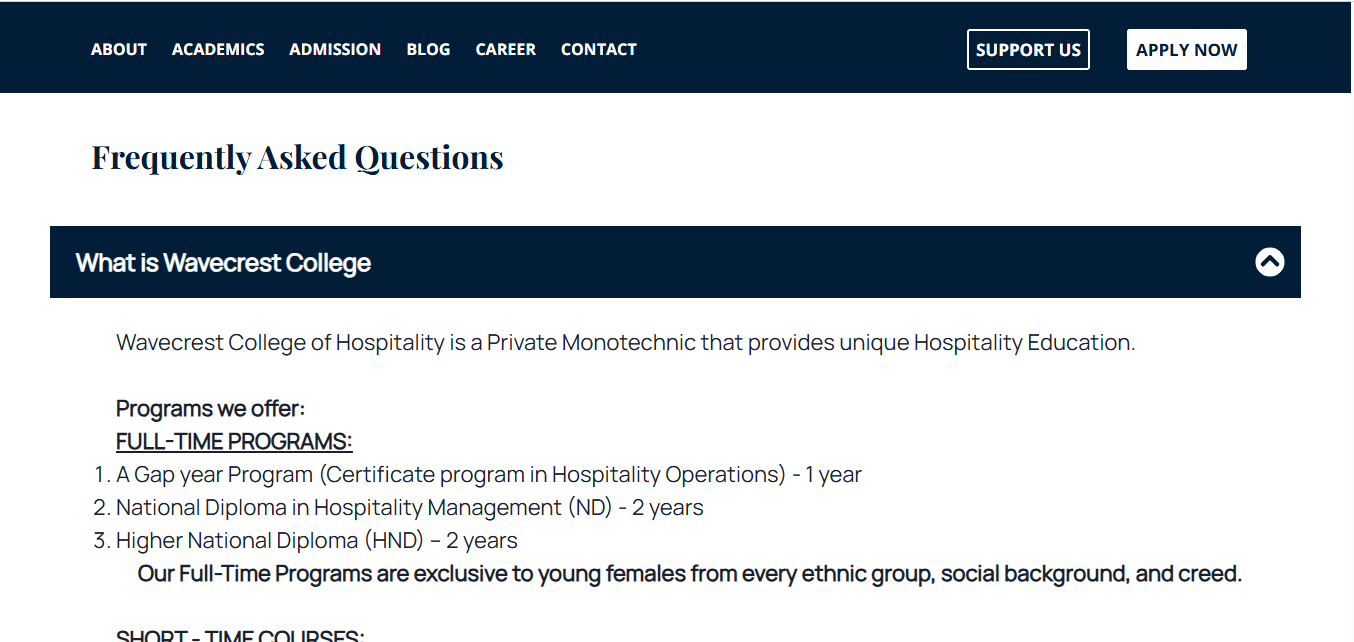 ABOUT ACADEMICS ADMISSION BLOG CAREER CONTACT SUPPORT US APPLY NOW
Frequently Asked Questions
What is Wavecrest College
Wavecrest College of Hospitality is a Private Monotechnic that provides unique Hospitality Education.
Programs we offer:
FULL-TIME PROGRAMS:
1. A Gap year Program (Certificate program in Hospitality Operations) - 1 year
2. National Diploma in Hospitality Management (ND) - 2 years
3. Higher National Diploma (HND) – 2 years
Our Full-Time Programs are exclusive to young females from every ethnic group, social background, and creed.
SHORT - TIME COURSES: